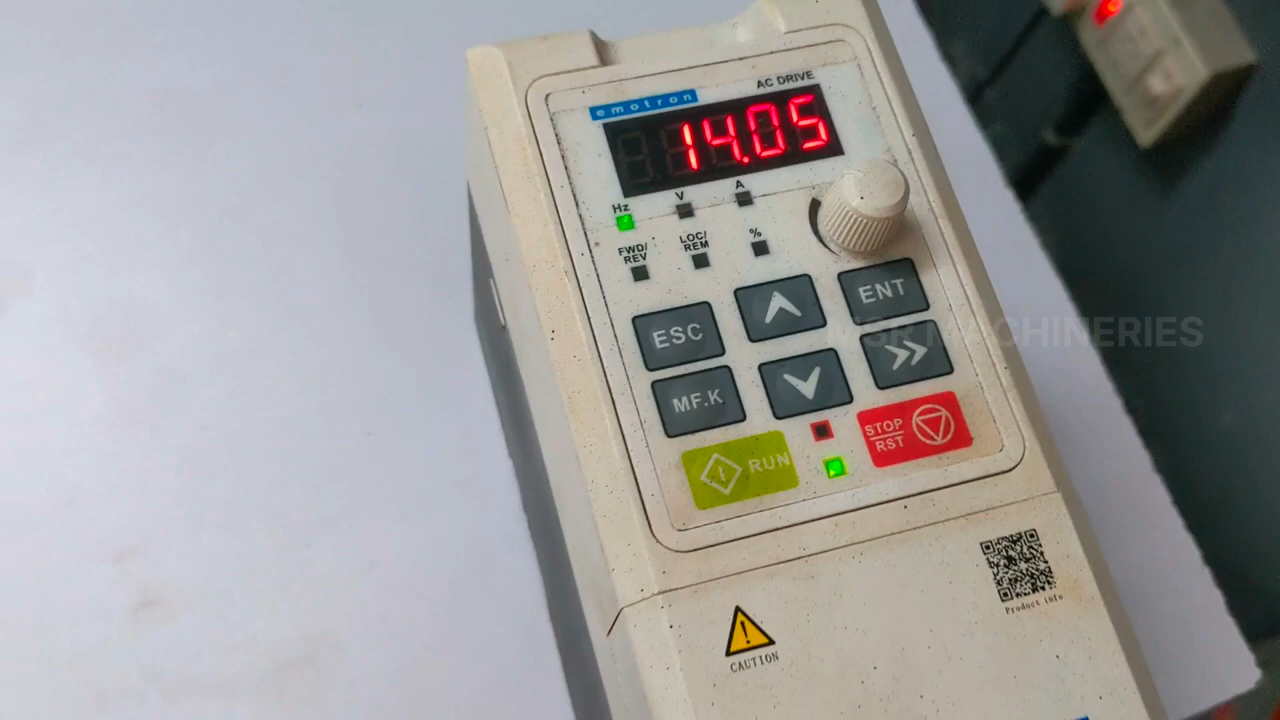 AC DRIVE
emotron
14.05
Hz V A
FWD/
REV
LOC/
REM
%
ESC
ENT
MF.K
STOP
RST
RUN
MACHINERIES
Product info
CAUTION